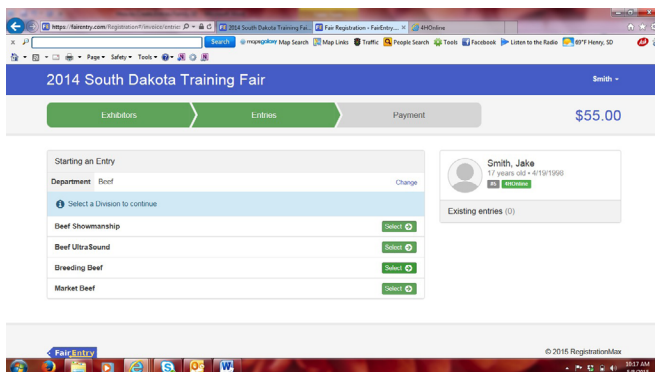 https://fairentry.com/Registration#/invoice/entries
2014 South Dakota Training Fai...
Fair Registration - FairEntry....
4HOnline
Search
mapsgalaxy Map Search
Map Links
Traffic
People Search
Tools
Facebook
Listen to the Radio
69°F Henry, SD
Page
Safety
Tools
2014 South Dakota Training Fair
Smith
Exhibitors
Entries
Payment
$55.00
Starting an Entry
Department Beef
Change
Select a Division to continue
Beef Showmanship
Select
Beef UltraSound
Select
Breeding Beef
Select
Market Beef
Select
Smith, Jake
17 years old • 4/19/1998
4HOnline
Existing entries (0)
FairEntry
© 2015 RegistrationMax
10:17 AM